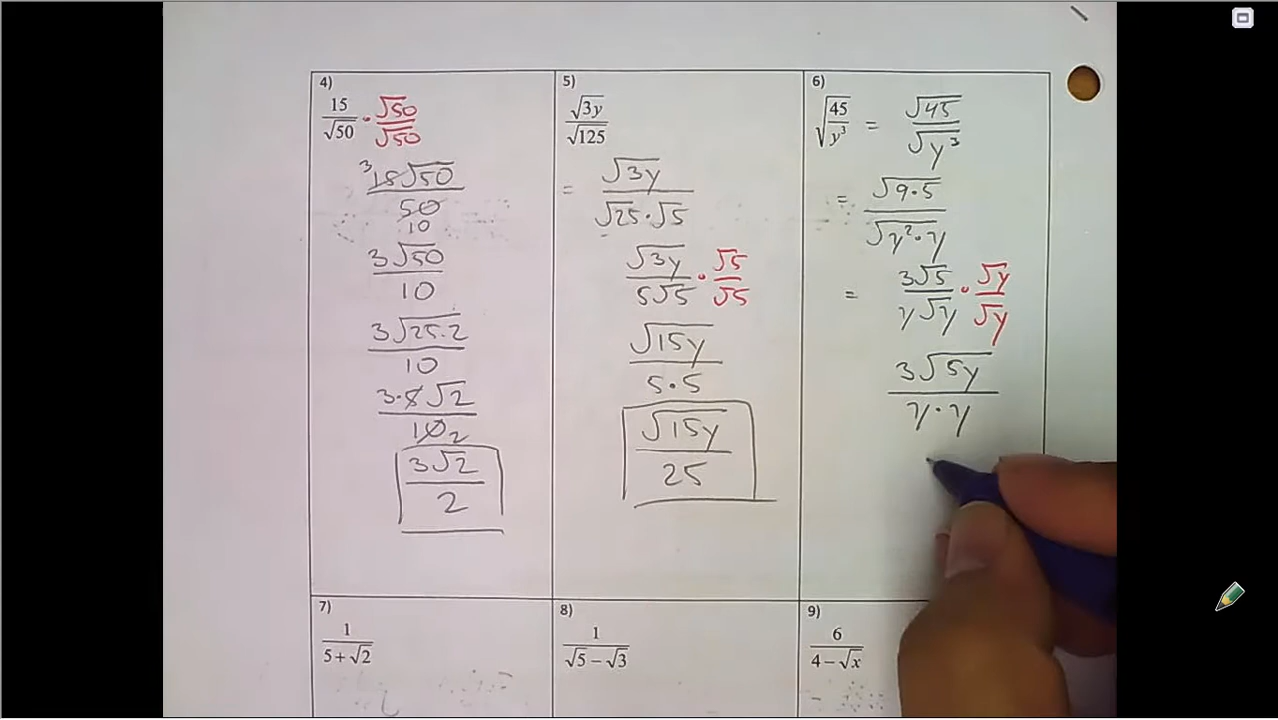 4)
15/√50 · √50/√50
³15√50/50
10
3√50/10
3√25·2/10
3·5√2/10 2
3√2/2
5)
√3y/√125
= √3y/√25·√5
√3y/5√5 · √5/√5
√15y/5·5
√15y/25
6)
√45/y³ = √45/√y³
= √9·5/√y²·y
= 3√5/y√y · √y/√y
3√5y/y·y
7)
1/5+√2
8)
1/√5−√3
9)
6/4−√x